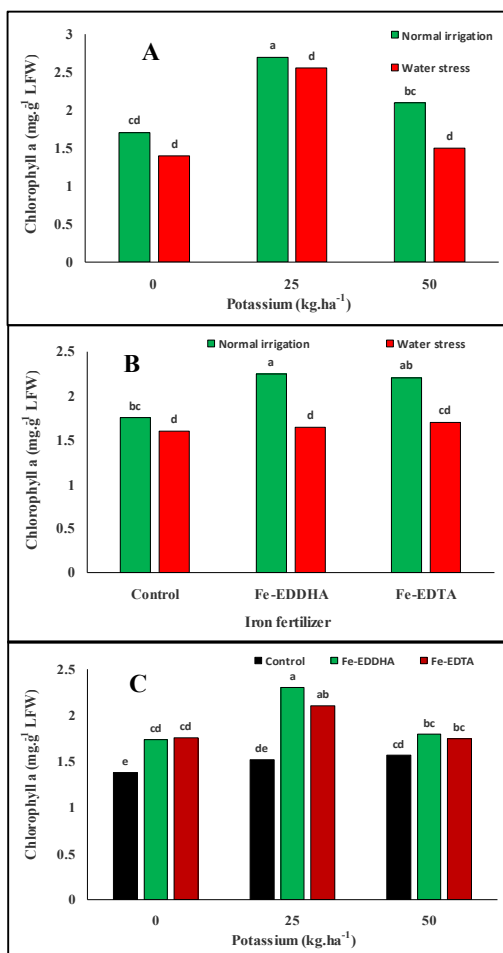 A
Normal irrigation
Water stress
Chlorophyll a (mg.g⁻¹ LFW)
3
2.5
2
1.5
1
0.5
0
cd
d
a
d
bc
d
0
25
50
Potassium (kg.ha⁻¹)
B
Normal irrigation
Water stress
Chlorophyll a (mg.g⁻¹ LFW)
2.5
2
1.5
1
0.5
0
bc
d
a
d
ab
cd
Control
Fe-EDDHA
Fe-EDTA
Iron fertilizer
C
Control
Fe-EDDHA
Fe-EDTA
Chlorophyll a (mg.g⁻¹ LFW)
2.5
2
1.5
1
0.5
0
e
cd
cd
de
a
ab
cd
bc
bc
0
25
50
Potassium (kg.ha⁻¹)